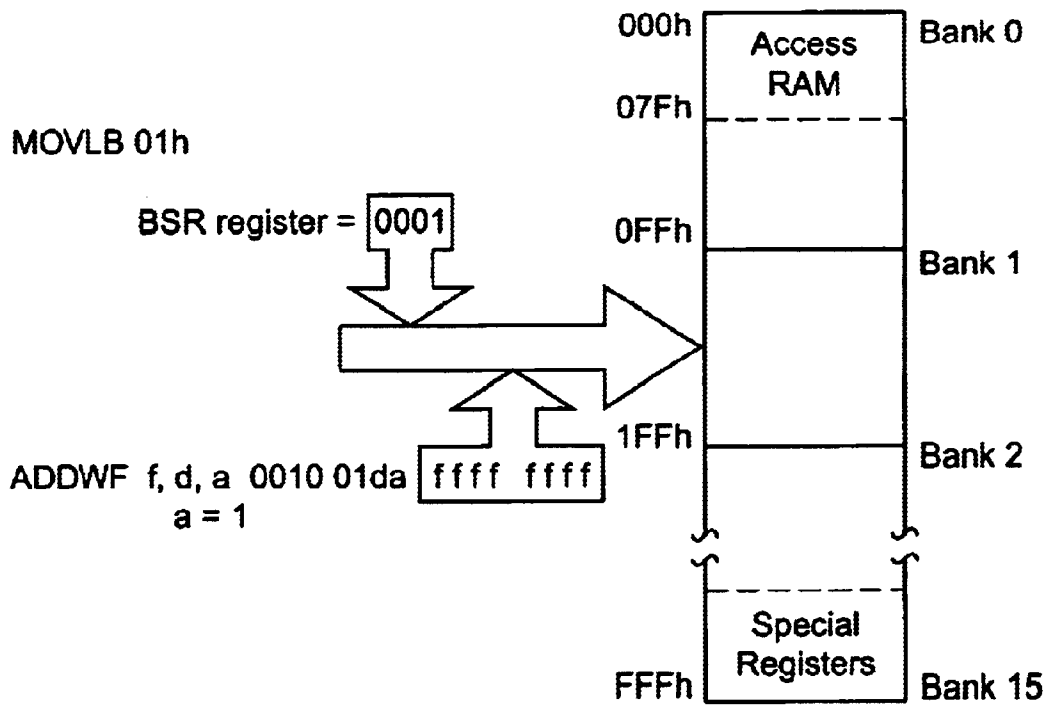 000h
Access
RAM
Bank 0
07Fh
MOVLB 01h
BSR register = 0001
0FFh
Bank 1
1FFh
Bank 2
ADDWF f, d, a 0010 01da ffff ffff
a = 1
Special
Registers
FFFh
Bank 15